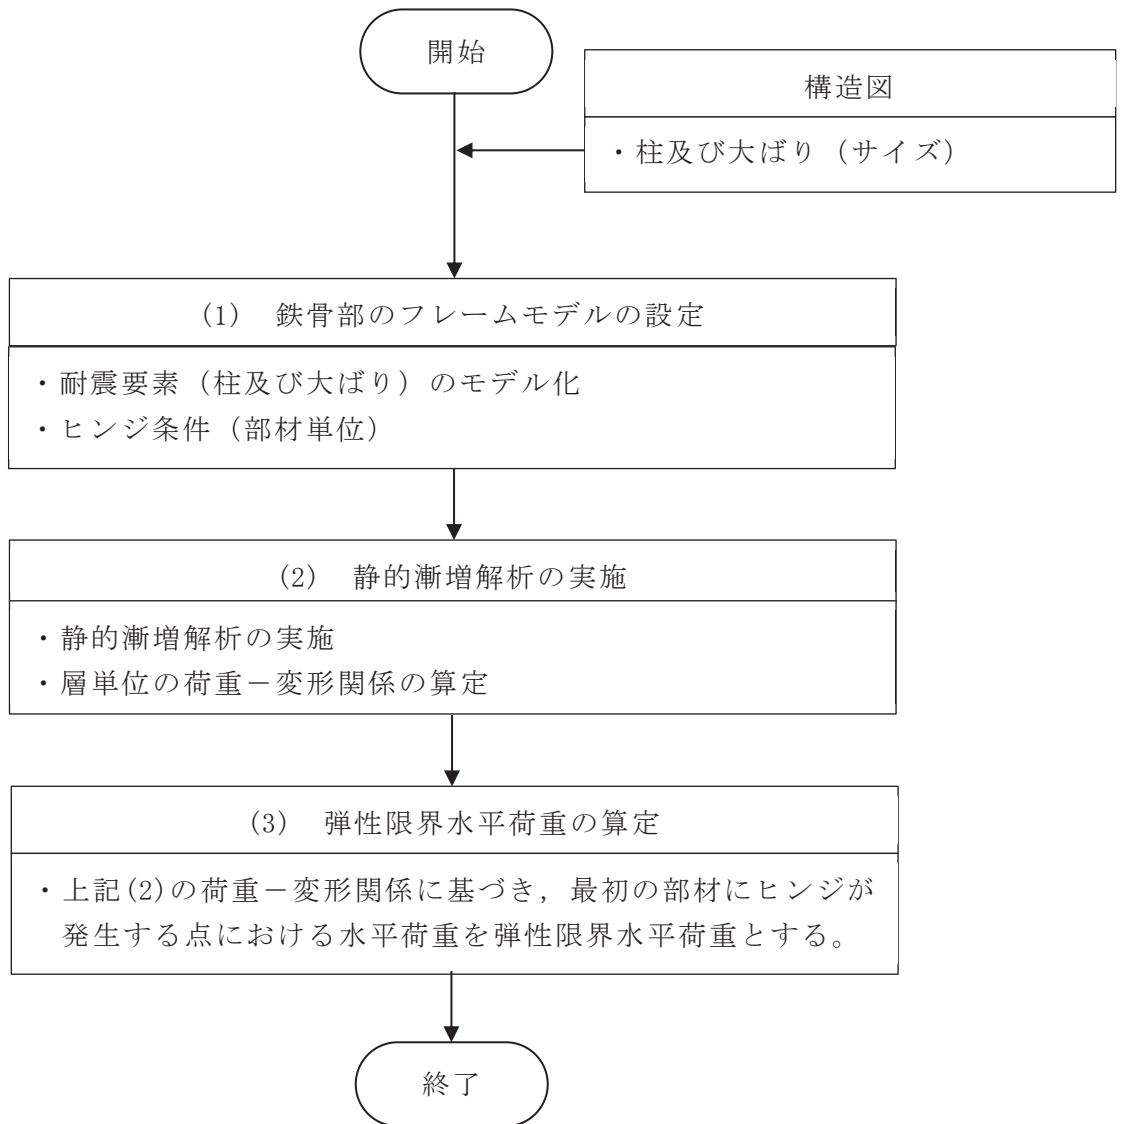 開始
構造図
・柱及び大ばり（サイズ）
(1)　鉄骨部のフレームモデルの設定
・耐震要素（柱及び大ばり）のモデル化
・ヒンジ条件（部材単位）
(2)　静的漸増解析の実施
・静的漸増解析の実施
・層単位の荷重－変形関係の算定
(3)　弾性限界水平荷重の算定
・上記(2)の荷重－変形関係に基づき，最初の部材にヒンジが
発生する点における水平荷重を弾性限界水平荷重とする。
終了